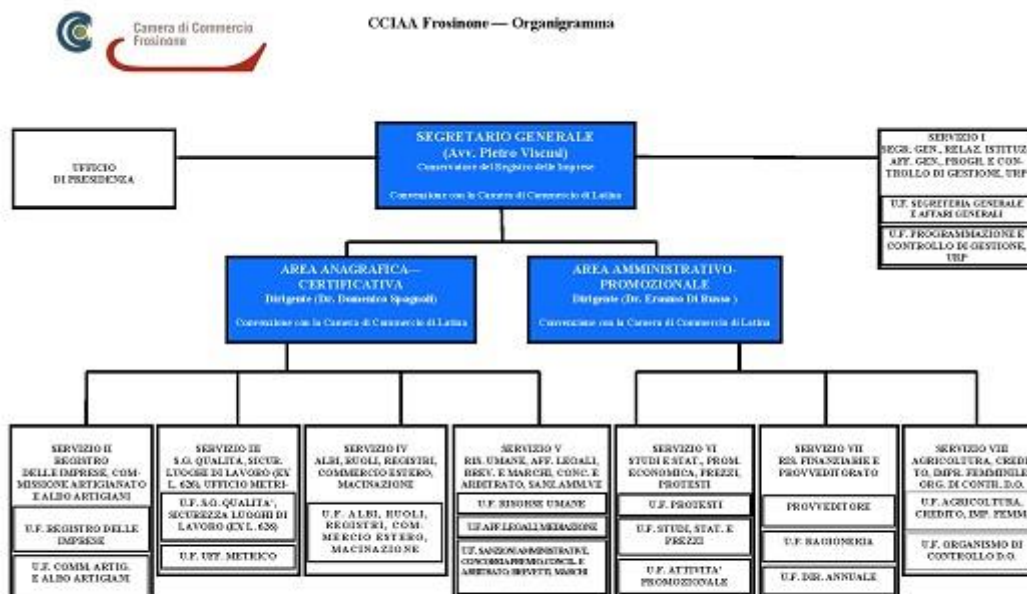 Camera di Commercio
Frosinone
CCIAA Frosinone — Organigramma
UFFICIO
DI PRESIDENZA
SEGRETARIO GENERALE
(Avv. Pietro Viscusi)
Conservatore del Registro delle Imprese
Convenzione con la Camera di Commercio di Latina
SERVIZIO I
SEGR. GEN., RELAZ. ISTITUZ.
AFF. GEN., PROGR. E CON-
TROLLO DI GESTIONE, URP
U.F. SEGRETERIA GENERALE
E AFFARI GENERALI
U.F. PROGRAMMAZIONE E
CONTROLLO DI GESTIONE,
URP
AREA ANAGRAFICA—
CERTIFICATIVA
Dirigente (Dr. Domenico Spagnoli)
Convenzione con la Camera di Commercio di Latina
AREA AMMINISTRATIVO-
PROMOZIONALE
Dirigente (Dr. Erasmo Di Russo )
Convenzione con la Camera di Commercio di Latina
SERVIZIO II
REGISTRO
DELLE IMPRESE, COM-
MISSIONE ARTIGIANATO
E ALBO ARTIGIANI
U.F. REGISTRO DELLE
IMPRESE
U.F. COMM. ARTIG.
E ALBO ARTIGIANI
SERVIZIO III
S.G. QUALITA, SICUR.
LUOGHI DI LAVORO (EX
L. 626), UFFICIO METRI-
U.F. S.G. QUALITA',
SICUREZZA LUOGHI DI
LAVORO (EX L. 626)
U.F. UFF. METRICO
SERVIZIO IV
ALBI, RUOLI, REGISTRI,
COMMERCIO ESTERO,
MACINAZIONE
U.F. ALBI, RUOLI,
REGISTRI, COM-
MERCIO ESTERO,
MACINAZIONE
SERVIZIO V
RIS. UMANE, AFF. LEGALI,
BREV. E MARCHI, CONC. E
ARBITRATO, SANZ. AMM.VE
U.F. RISORSE UMANE
U.F. AFF. LEGALI, MEDIAZIONE
U.F. SANZIONI AMMINISTRATIVE,
CONCORSI A PREMIO, CONCIL. E
ARBITRATO, BREVETTI, MARCHI
SERVIZIO VI
STUDI E STAT., PROM.
ECONOMICA, PREZZI,
PROTESTI
U.F. PROTESTI
U.F. STUDI, STAT. E
PREZZI
U.F. ATTIVITA'
PROMOZIONALE
SERVIZIO VII
RIS. FINANZIARIE E
PROVVEDITORATO
PROVVEDITORE
U.F. RAGIONERIA
U.F. DIR. ANNUALE
SERVIZIO VIII
AGRICOLTURA, CREDI
TO, IMPR. FEMMINILE
ORG. DI CONTR. D.O.
U.F. AGRICOLTURA,
CREDITO, IMP. FEMM
U.F. ORGANISMO DI
CONTROLLO D.O.